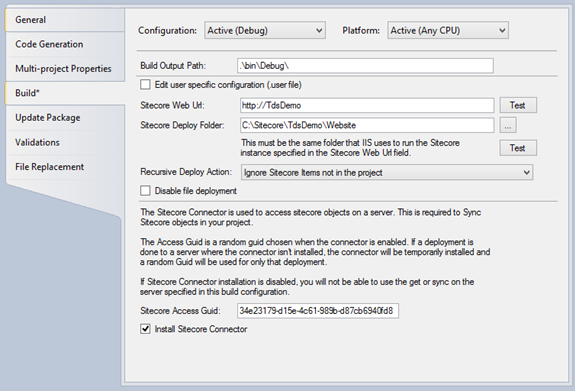 General
Code Generation
Multi-project Properties
Build*
Update Package
Validations
File Replacement
Configuration: Active (Debug) Platform: Active (Any CPU)
Build Output Path: .\bin\Debug\
Edit user specific configuration (.user file)
Sitecore Web Url: http://TdsDemo Test
Sitecore Deploy Folder: C:\Sitecore\TdsDemo\Website ...
This must be the same folder that IIS uses to run the Sitecore
instance specified in the Sitecore Web Url field. Test
Recursive Deploy Action: Ignore Sitecore Items not in the project
Disable file deployment
The Sitecore Connector is used to access sitecore objects on a server. This is required to Sync
Sitecore objects in your project.
The Access Guid is a random guid chosen when the connector is enabled. If a deployment is
done to a server where the connector isn't installed, the connector will be temporarily installed and
a random Guid will be used for only that deployment.
If Sitecore Connector installation is disabled, you will not be able to use the get or sync on the
server specified in this build configuration.
Sitecore Access Guid: 34e23179-d15e-4c61-989b-d87cb6940fd8
Install Sitecore Connector